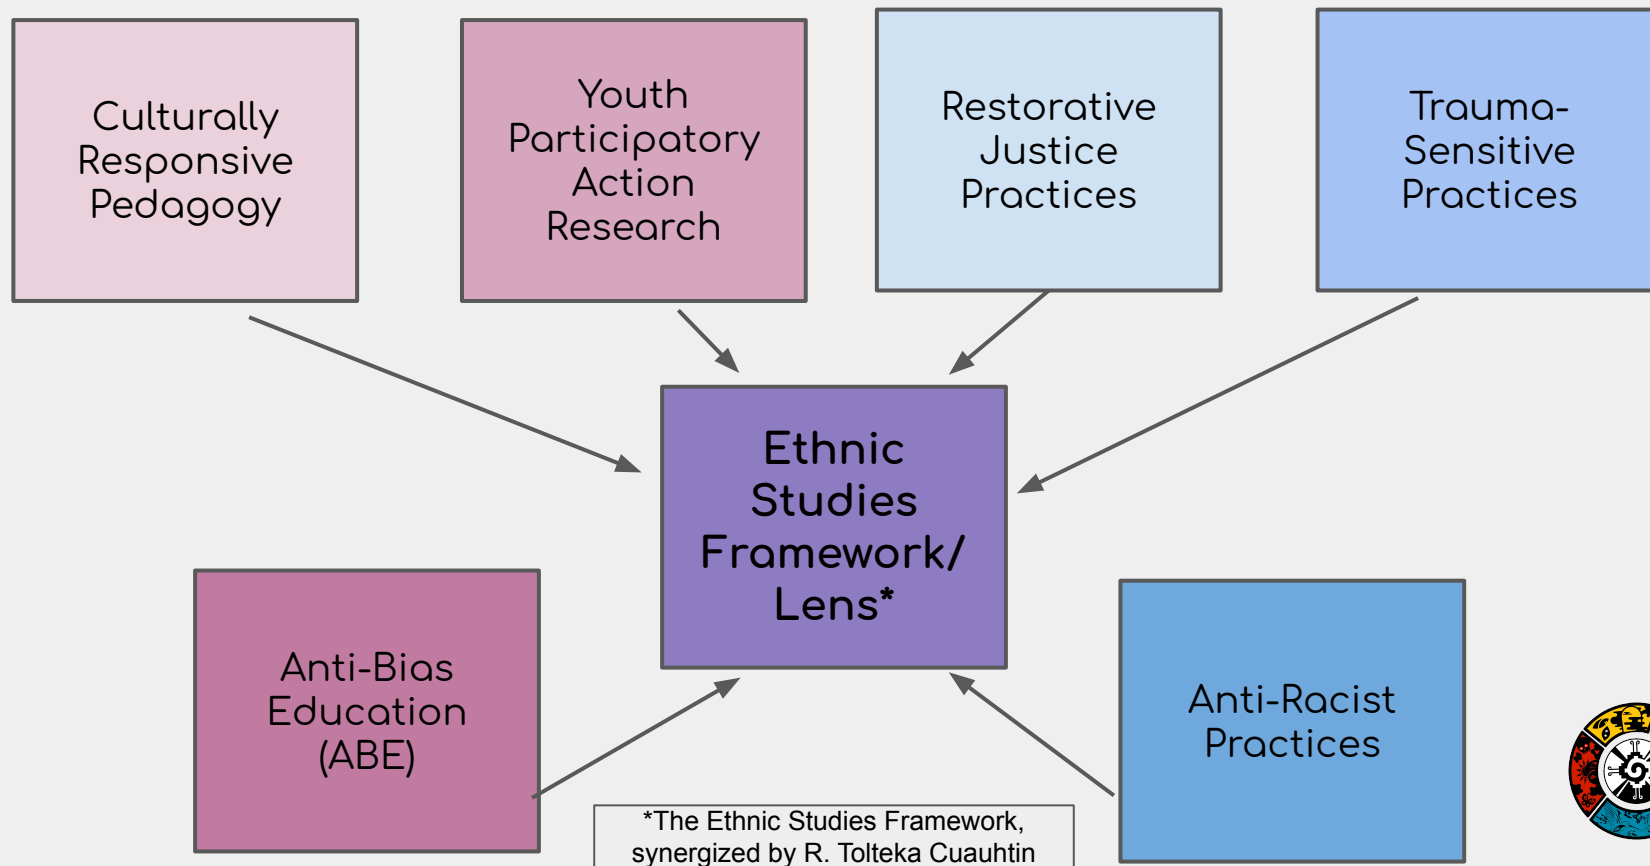 Culturally
Responsive
Pedagogy
Youth
Participatory
Action
Research
Restorative
Justice
Practices
Trauma-
Sensitive
Practices
Ethnic
Studies
Framework/
Lens*
Anti-Bias
Education
(ABE)
Anti-Racist
Practices
*The Ethnic Studies Framework,
synergized by R. Tolteka Cuauhtin